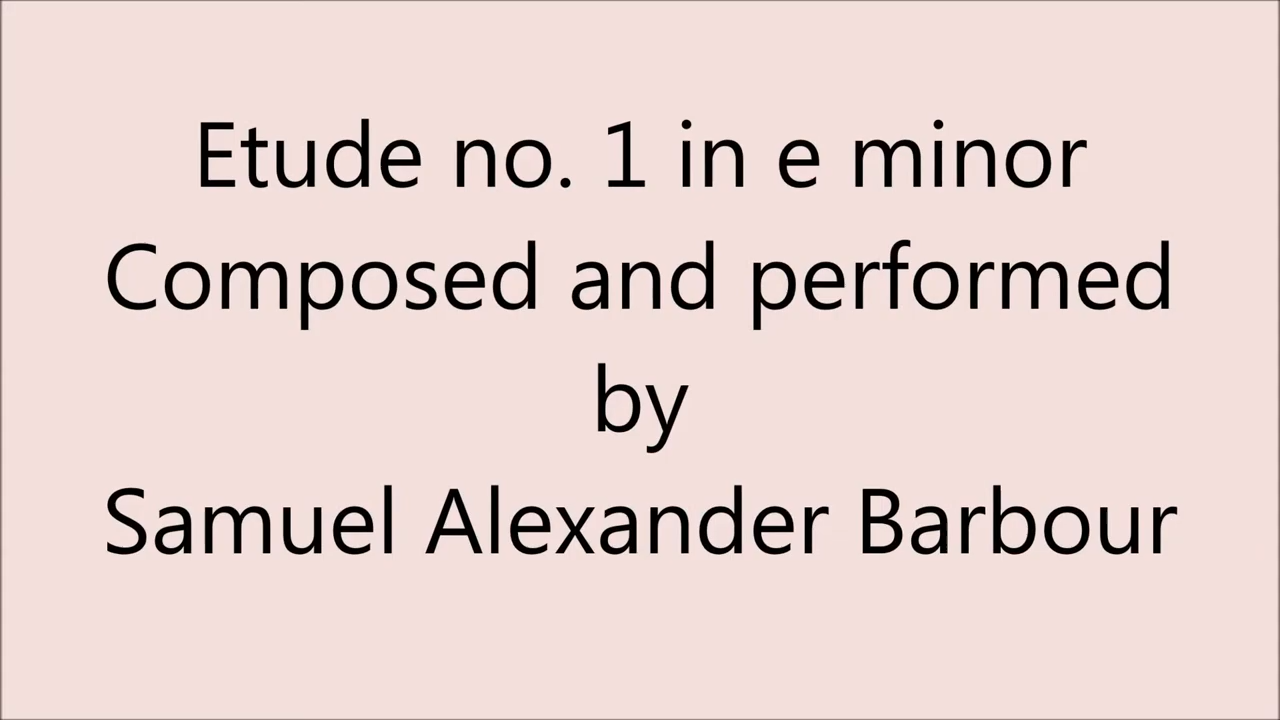 Etude no. 1 in e minor
Composed and performed
by
Samuel Alexander Barbour